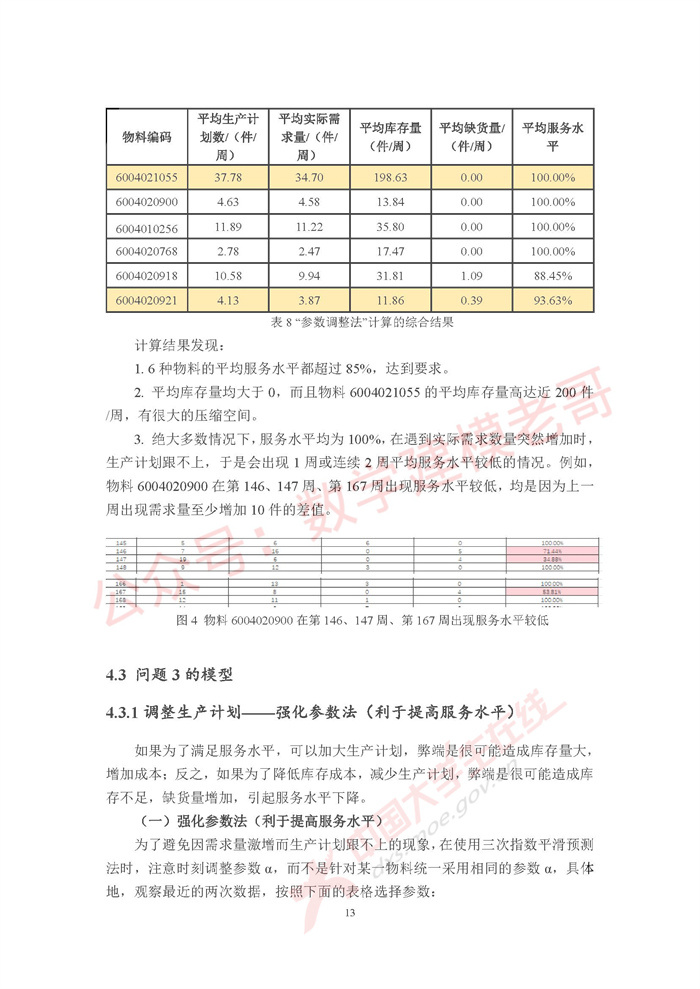 物料编码 平均生产计划数/（件/周） 平均实际需求量/（件/周） 平均库存量（件/周） 平均缺货量/（件/周） 平均服务水平
6004021055 37.78 34.70 198.63 0.00 100.00%
6004020900 4.63 4.58 13.84 0.00 100.00%
6004010256 11.89 11.22 35.80 0.00 100.00%
6004020768 2.78 2.47 17.47 0.00 100.00%
6004020918 10.58 9.94 31.81 1.09 88.45%
6004020921 4.13 3.87 11.86 0.39 93.63%
表 8 “参数调整法”计算的综合结果
计算结果发现：
1. 6 种物料的平均服务水平都超过 85%，达到要求。
2. 平均库存量均大于 0，而且物料 6004021055 的平均库存量高达近 200 件
/周，有很大的压缩空间。
3. 绝大多数情况下，服务水平均为 100%，在遇到实际需求数量突然增加时，
生产计划跟不上，于是会出现 1 周或连续 2 周平均服务水平较低的情况。例如，
物料 6004020900 在第 146、147 周、第 167 周出现服务水平较低，均是因为上一
周出现需求量至少增加 10 件的差值。
145 8 6 6 0 100.00%
146 7 16 0 5 71.44%
147 19 6 0 4 34.88%
148 9 12 3 0 100.00%
166 1 13 3 0 100.00%
167 15 8 0 4 53.81%
168 12 11 1 0 100.00%
图 4 物料 6004020900 在第 146、147 周、第 167 周出现服务水平较低
4.3 问题 3 的模型
4.3.1 调整生产计划——强化参数法（利于提高服务水平）
如果为了满足服务水平，可以加大生产计划，弊端是很可能造成库存量大，
增加成本；反之，如果为了降低库存成本，减少生产计划，弊端是很可能造成库
存不足，缺货量增加，引起服务水平下降。
（一）强化参数法（利于提高服务水平）
为了避免因需求量激增而生产计划跟不上的现象，在使用三次指数平滑预测
法时，注意时刻调整参数 α，而不是针对某一物料统一采用相同的参数 α，具体
地，观察最近的两次数据，按照下面的表格选择参数：
13
公众号：数学建模老哥
中国大学生在线
dxs.moe.gov.cn